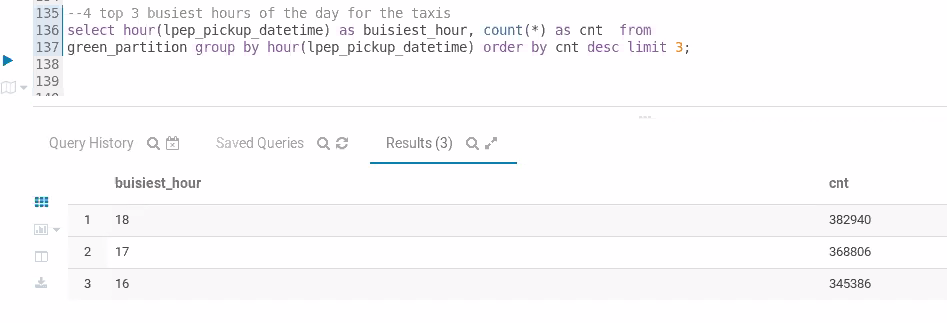 135 --4 top 3 busiest hours of the day for the taxis
136 select hour(lpep_pickup_datetime) as buisiest_hour, count(*) as cnt  from
137 green_partition group by hour(lpep_pickup_datetime) order by cnt desc limit 3;
138
139
Query History Saved Queries Results (3)
buisiest_hour cnt
1 18 382940
2 17 368806
3 16 345386